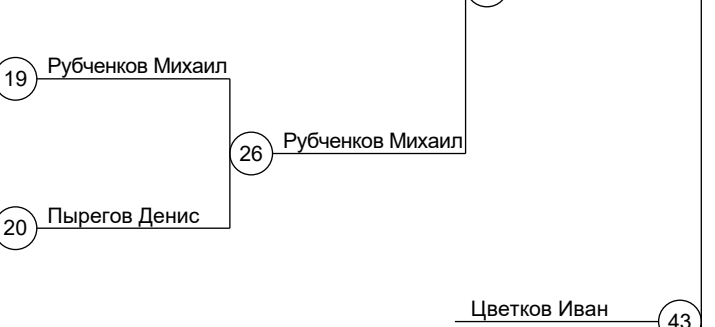 Рубченков Михаил
19
26
Рубченков Михаил
Пырегов Денис
20
Цветков Иван
43